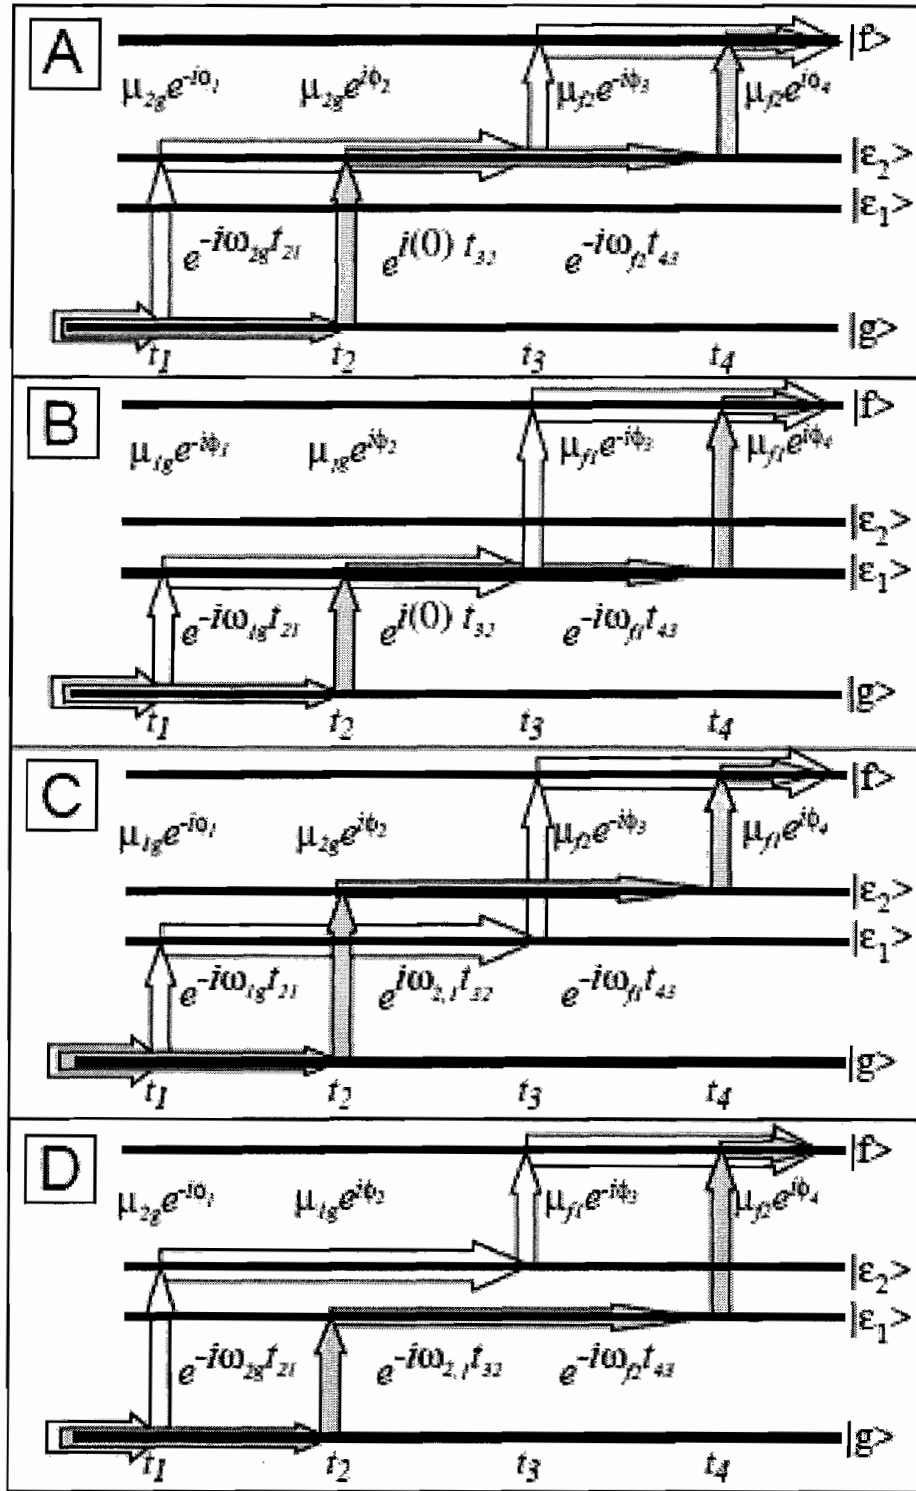 A |f>
μ2ge^-iφ1 μ2ge^iφ2 μf2e^-iφ3 μf2e^iφ4
|ε2>
|ε1>
e^-iω2gt21 e^i(0) t32 e^-iωf2t43
|g>
t1 t2 t3 t4
B |f>
μ1ge^-iφ1 μ1ge^iφ2 μf1e^-iφ3 μf1e^iφ4
|ε2>
|ε1>
e^-iω1gt21 e^i(0) t32 e^-iωf1t43
|g>
t1 t2 t3 t4
C |f>
μ1ge^-iφ1 μ2ge^iφ2 μf2e^-iφ3 μf1e^iφ4
|ε2>
|ε1>
e^-iω1gt21 e^iω2,1t32 e^-iωf1t43
|g>
t1 t2 t3 t4
D |f>
μ2ge^-iφ1 μ1ge^iφ2 μf1e^-iφ3 μf2e^iφ4
|ε2>
|ε1>
e^-iω2gt21 e^-iω2,1t32 e^-iωf2t43
|g>
t1 t2 t3 t4